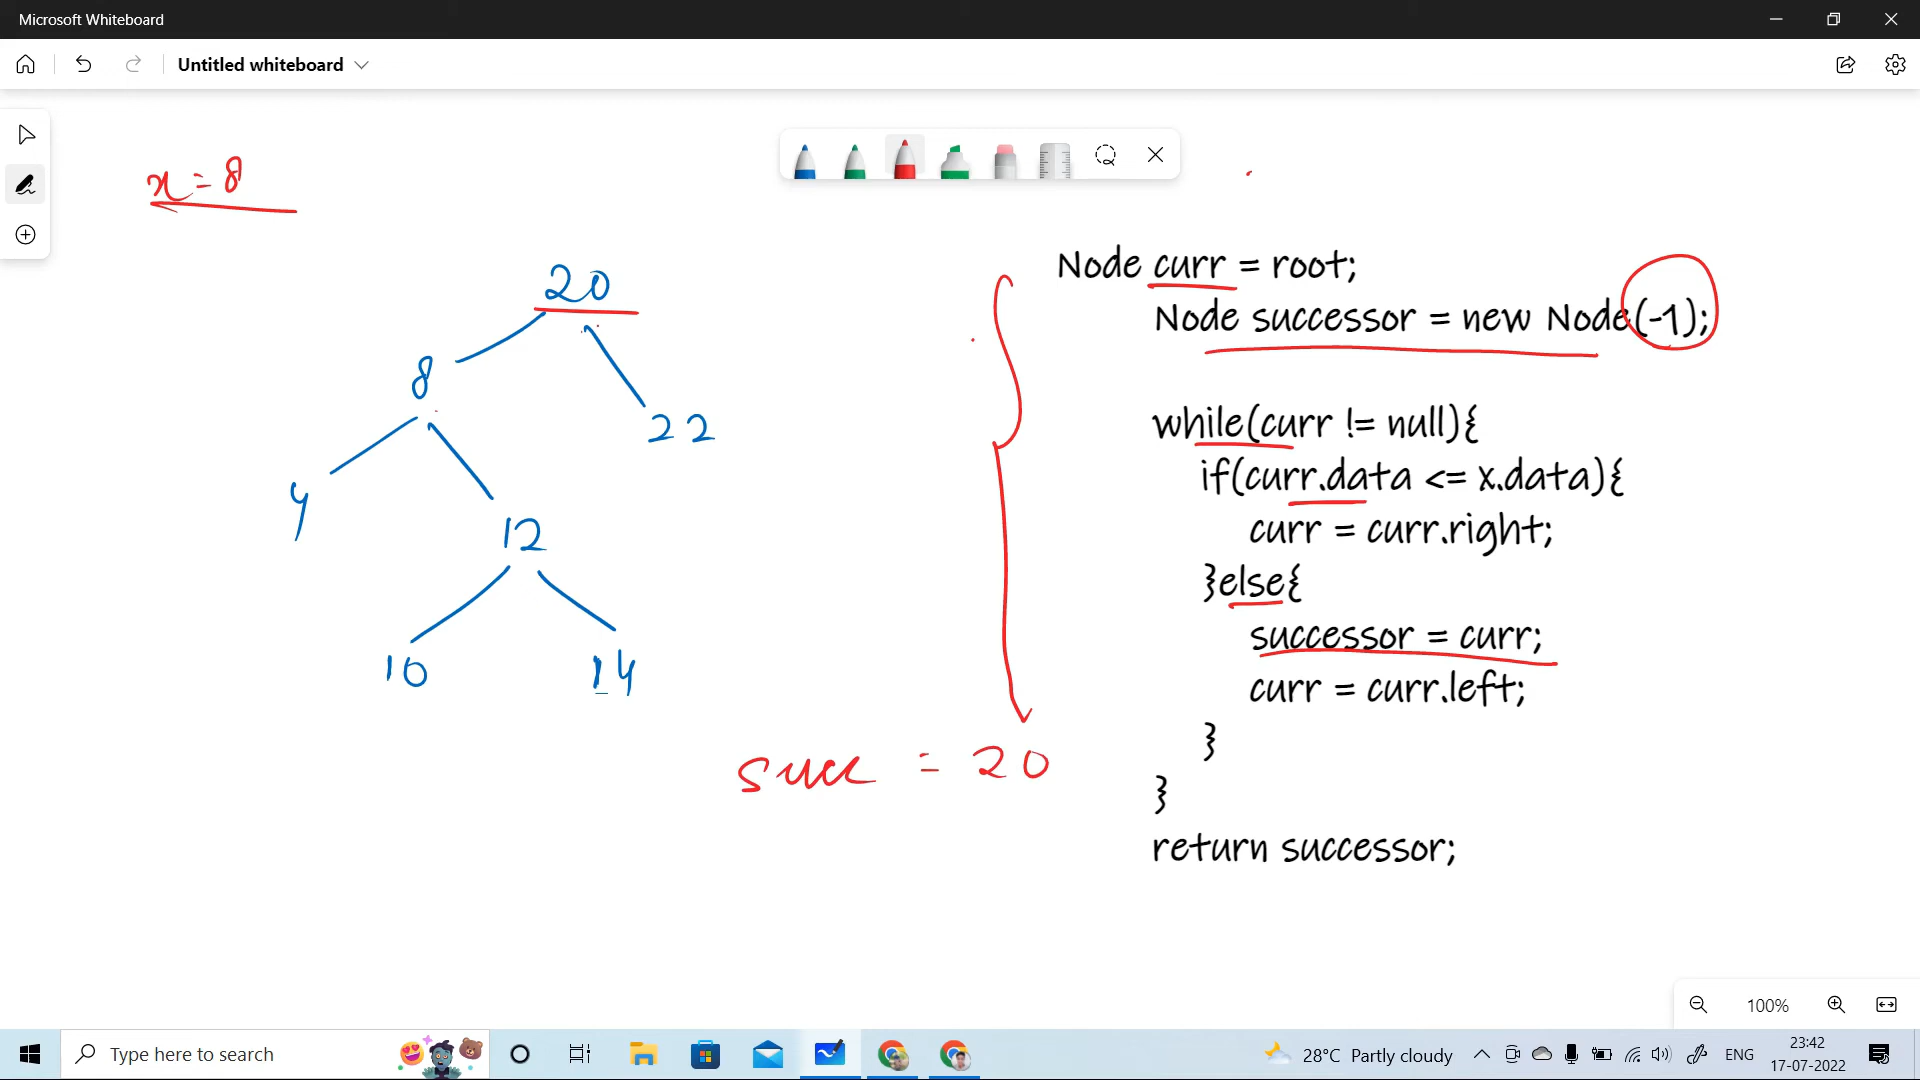 Microsoft Whiteboard
Untitled whiteboard
x = 8
20
8
22
4
12
10
14
succ = 20
Node curr = root;
Node successor = new Node(-1);
while(curr != null){
if(curr.data <= x.data){
curr = curr.right;
}else{
successor = curr;
curr = curr.left;
}
}
return successor;
100%
Type here to search
28°C Partly cloudy
ENG
23:42
17-07-2022